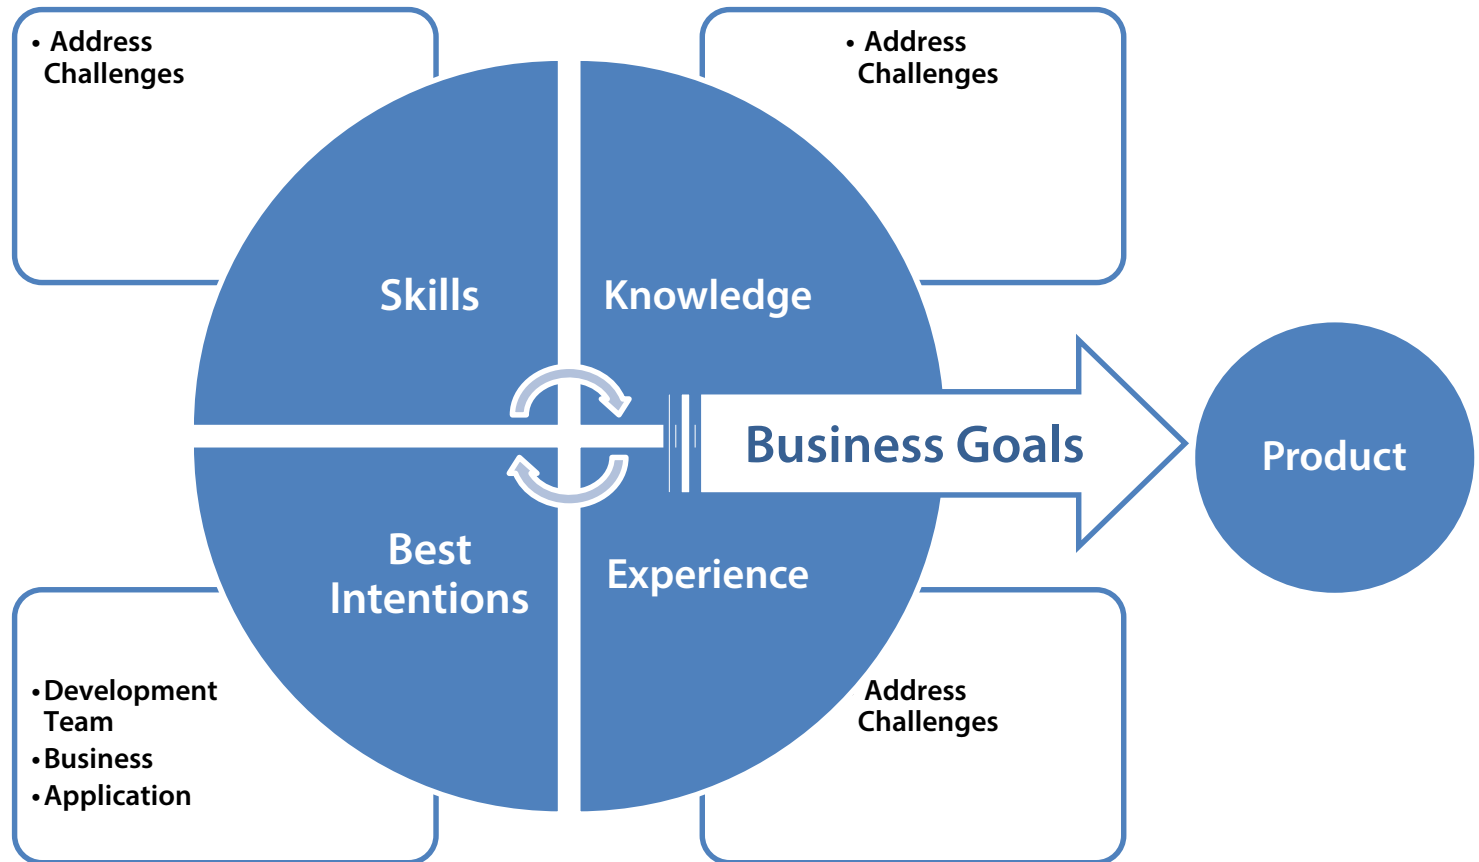 • Address
Challenges
• Address
Challenges
Skills
Knowledge
Business Goals
Product
Best
Intentions
Experience
•Development
Team
•Business
•Application
Address
Challenges